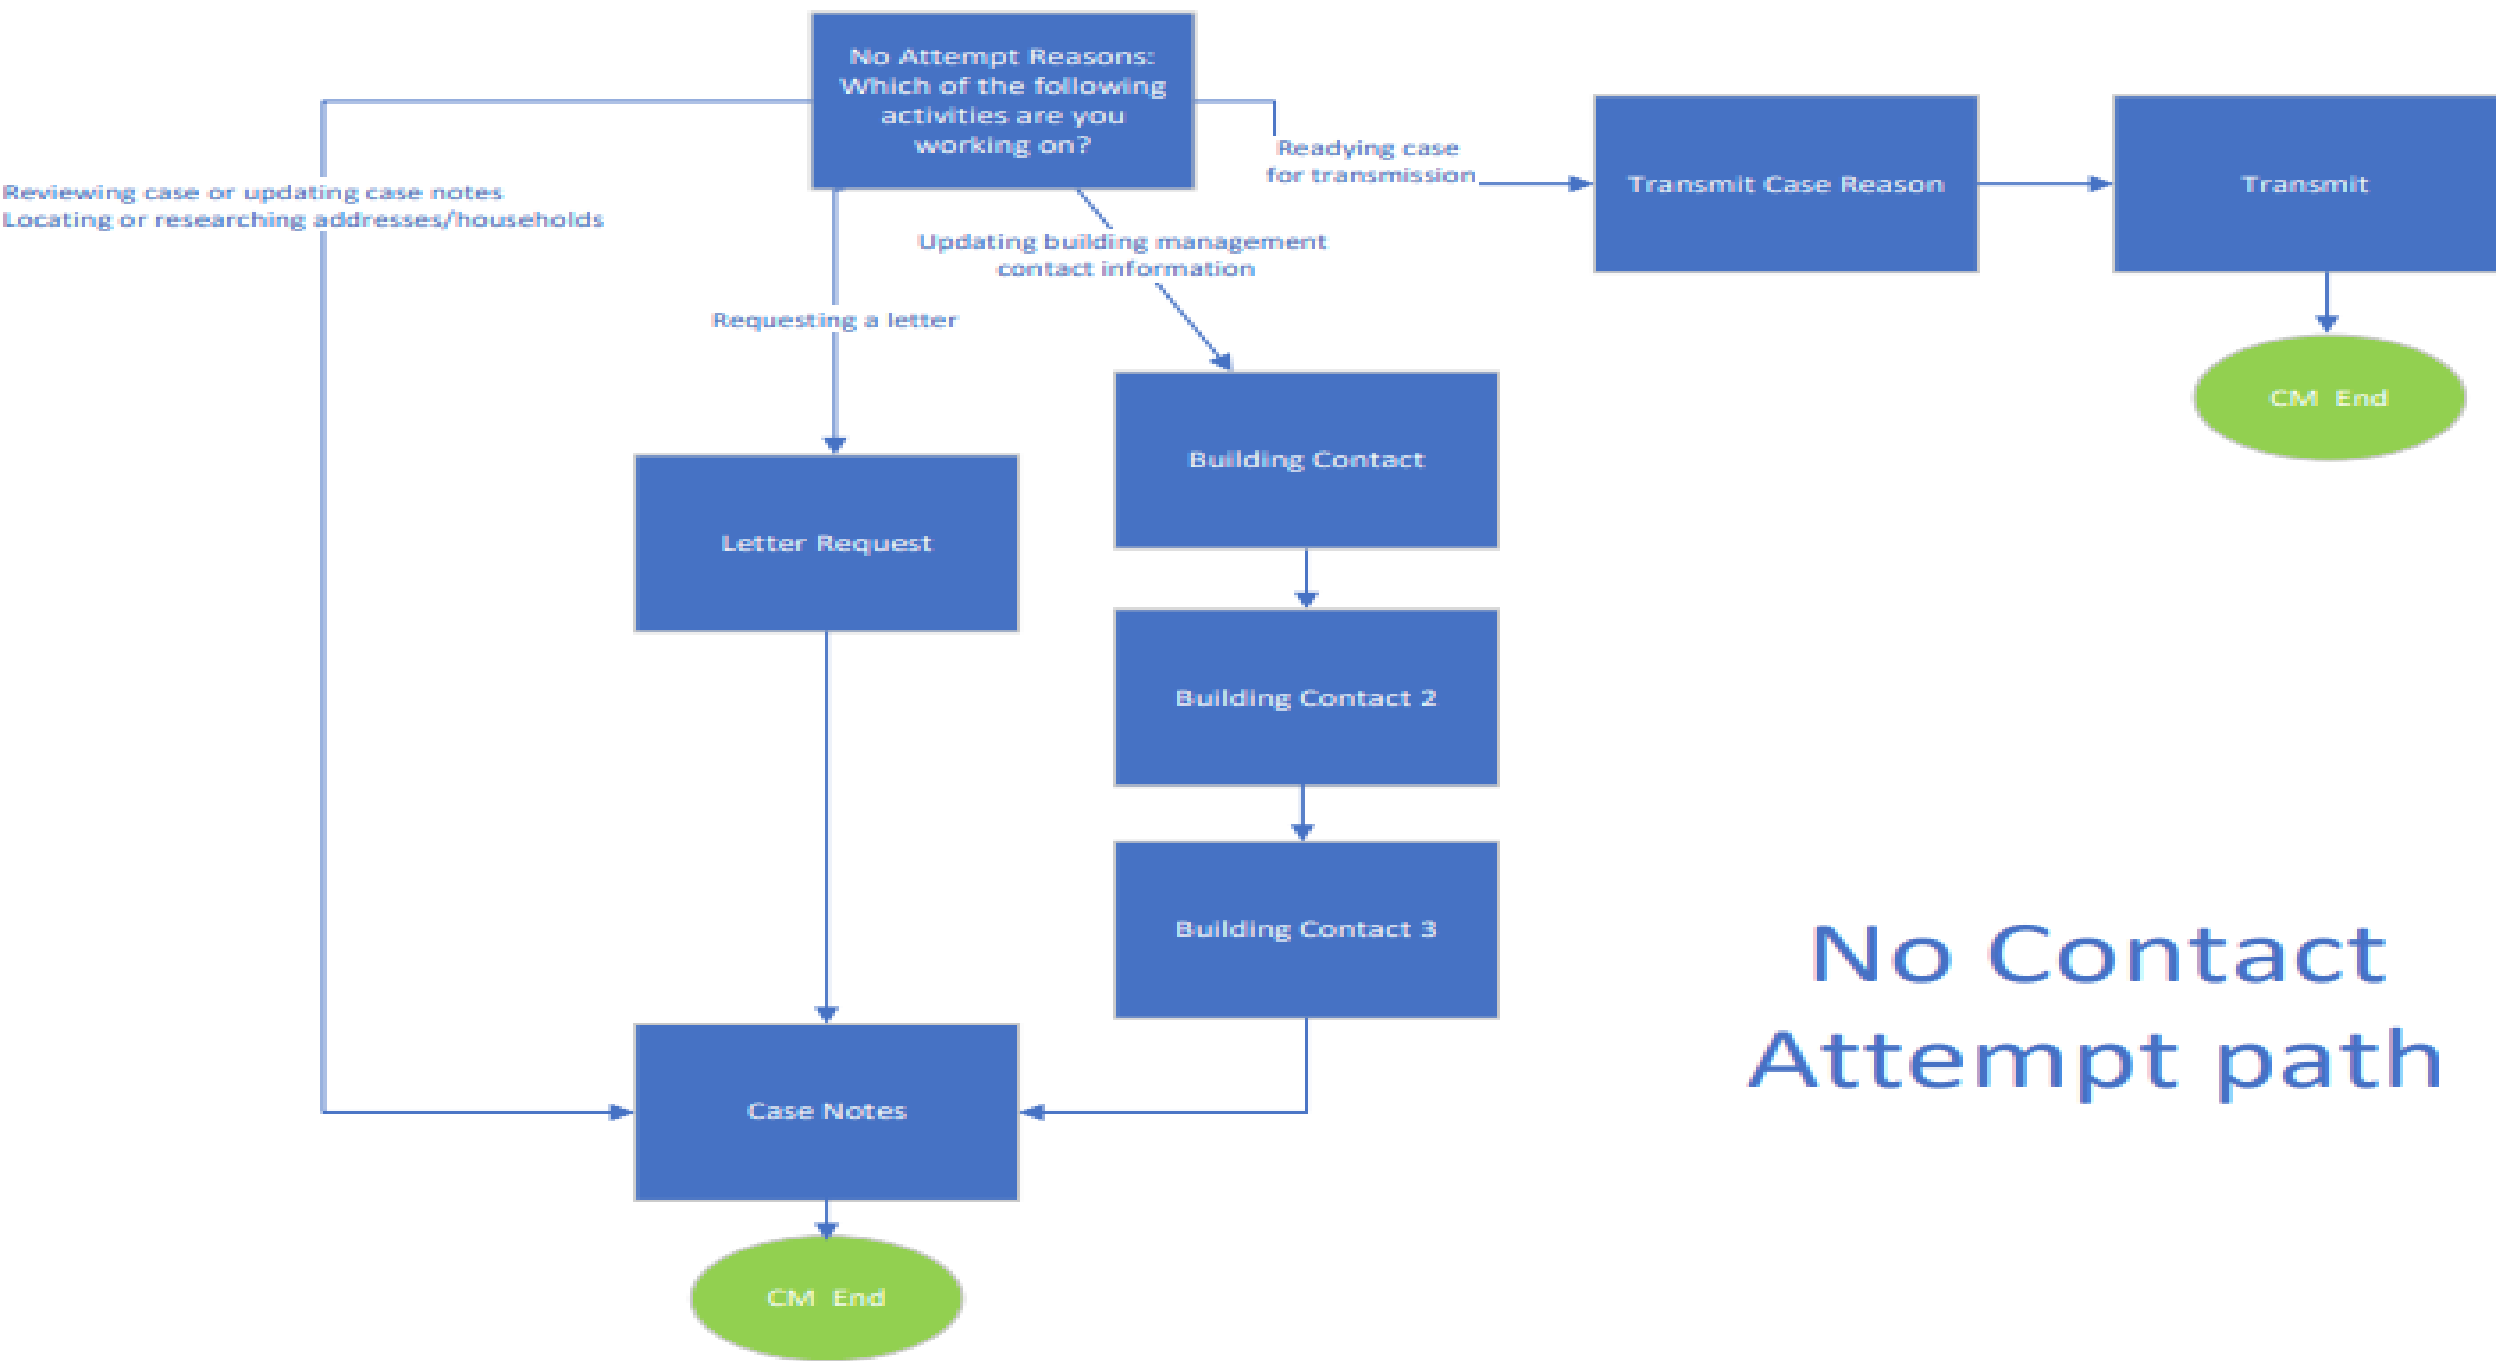 No Attempt Reasons:
Which of the following
activities are you
working on?
Readying case
for transmission
Transmit Case Reason
Transmit
Reviewing case or updating case notes
Locating or researching addresses/households
Updating building management
contact information
Requesting a letter
CM End
Building Contact
Letter Request
Building Contact 2
Building Contact 3
No Contact
Attempt path
Case Notes
CM End